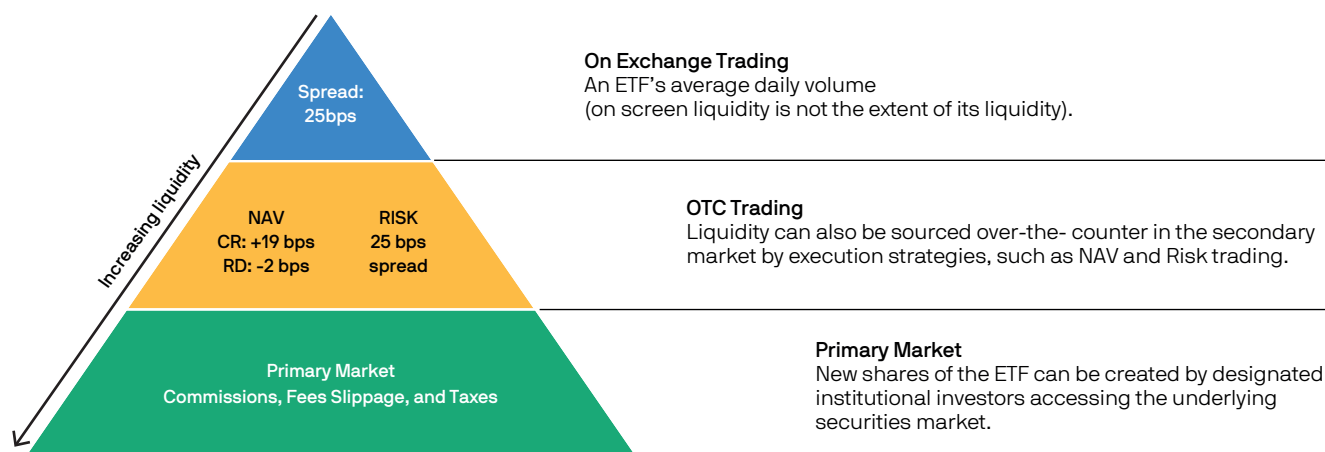 Increasing liquidity
Spread:
25bps
On Exchange Trading
An ETF's average daily volume
(on screen liquidity is not the extent of its liquidity).
NAV
CR: +19 bps
RD: -2 bps
RISK
25 bps
spread
OTC Trading
Liquidity can also be sourced over-the- counter in the secondary
market by execution strategies, such as NAV and Risk trading.
Primary Market
Commissions, Fees Slippage, and Taxes
Primary Market
New shares of the ETF can be created by designated
institutional investors accessing the underlying
securities market.